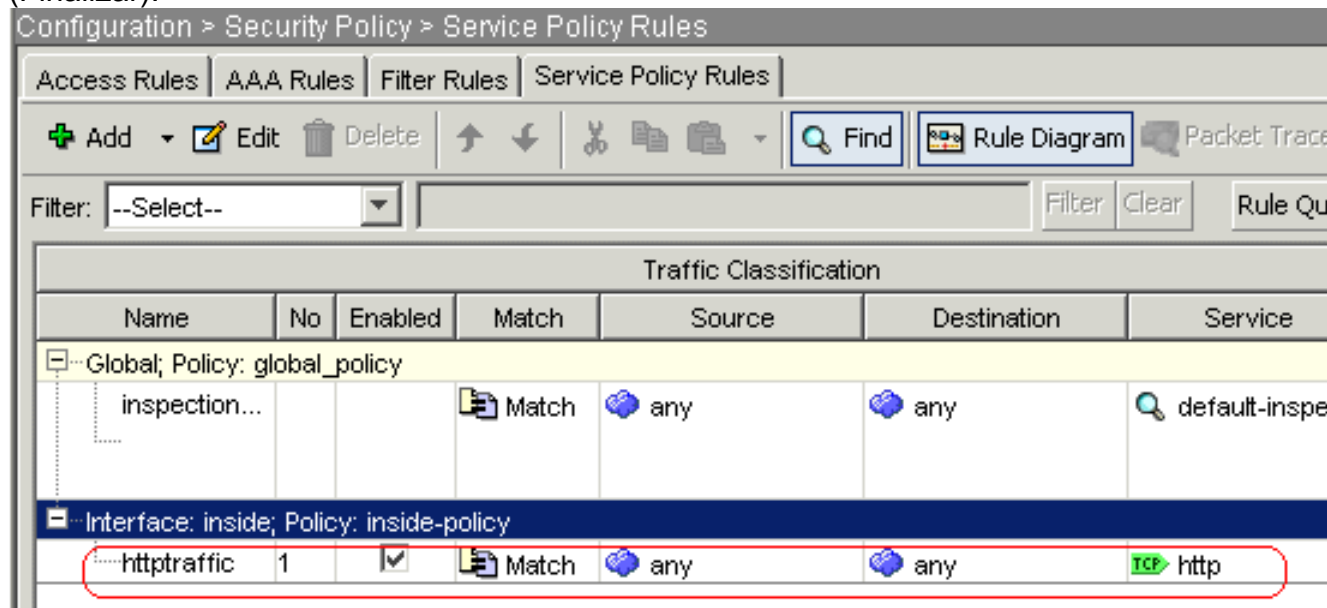 (Finalizar).
Configuration > Security Policy > Service Policy Rules
Access Rules AAA Rules Filter Rules Service Policy Rules
Add Edit Delete Find Rule Diagram Packet Trace
Filter: --Select-- Filter Clear Rule Qu
Traffic Classification
Name No Enabled Match Source Destination Service
Global; Policy: global_policy
inspection... Match any any default-inspe
Interface: inside; Policy: inside-policy
httptraffic 1 Match any any TCP http